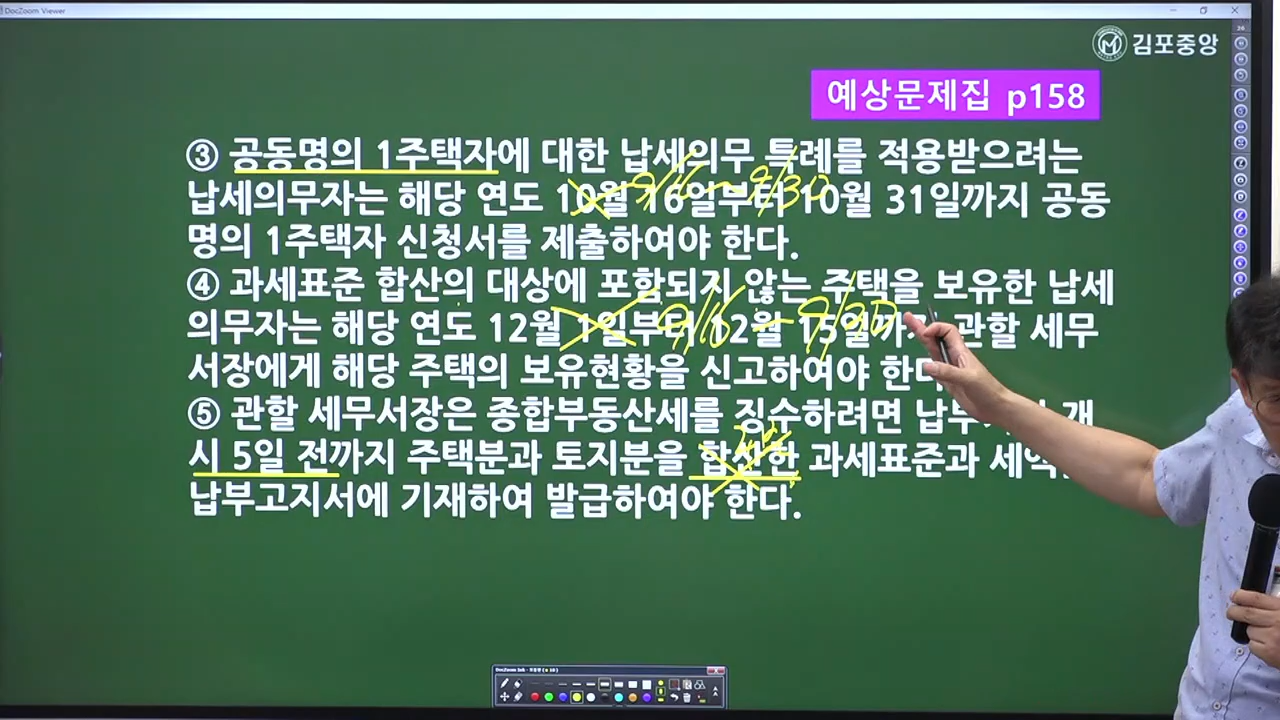 DocZoom Viewer
김포중앙
예상문제집 p158
③ 공동명의 1주택자에 대한 납세의무 특례를 적용받으려는
9/16 ~ 9/30
납세의무자는 해당 연도 10월 16일부터 10월 31일까지 공동
명의 1주택자 신청서를 제출하여야 한다.
④ 과세표준 합산의 대상에 포함되지 않는 주택을 보유한 납세
9/16 ~ 9/30
의무자는 해당 연도 12월 1일부터 12월 15일까지 관할 세무
서장에게 해당 주택의 보유현황을 신고하여야 한다
⑤ 관할 세무서장은 종합부동산세를 징수하려면 납부 개
시 5일 전까지 주택분과 토지분을 합산한 과세표준과 세액
납부고지서에 기재하여 발급하여야 한다.